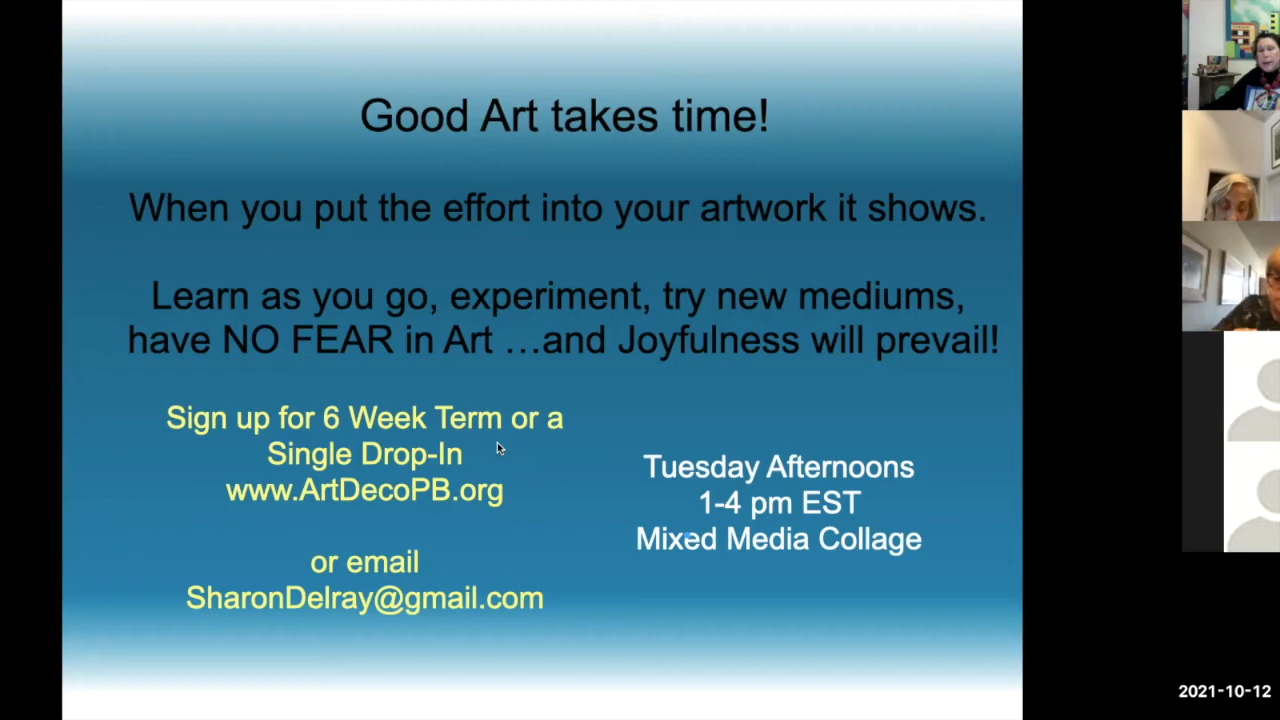 Good Art takes time!
When you put the effort into your artwork it shows.
Learn as you go, experiment, try new mediums,
have NO FEAR in Art …and Joyfulness will prevail!
Sign up for 6 Week Term or a
Single Drop-In
www.ArtDecoPB.org
or email
SharonDelray@gmail.com
Tuesday Afternoons
1-4 pm EST
Mixed Media Collage
2021-10-12